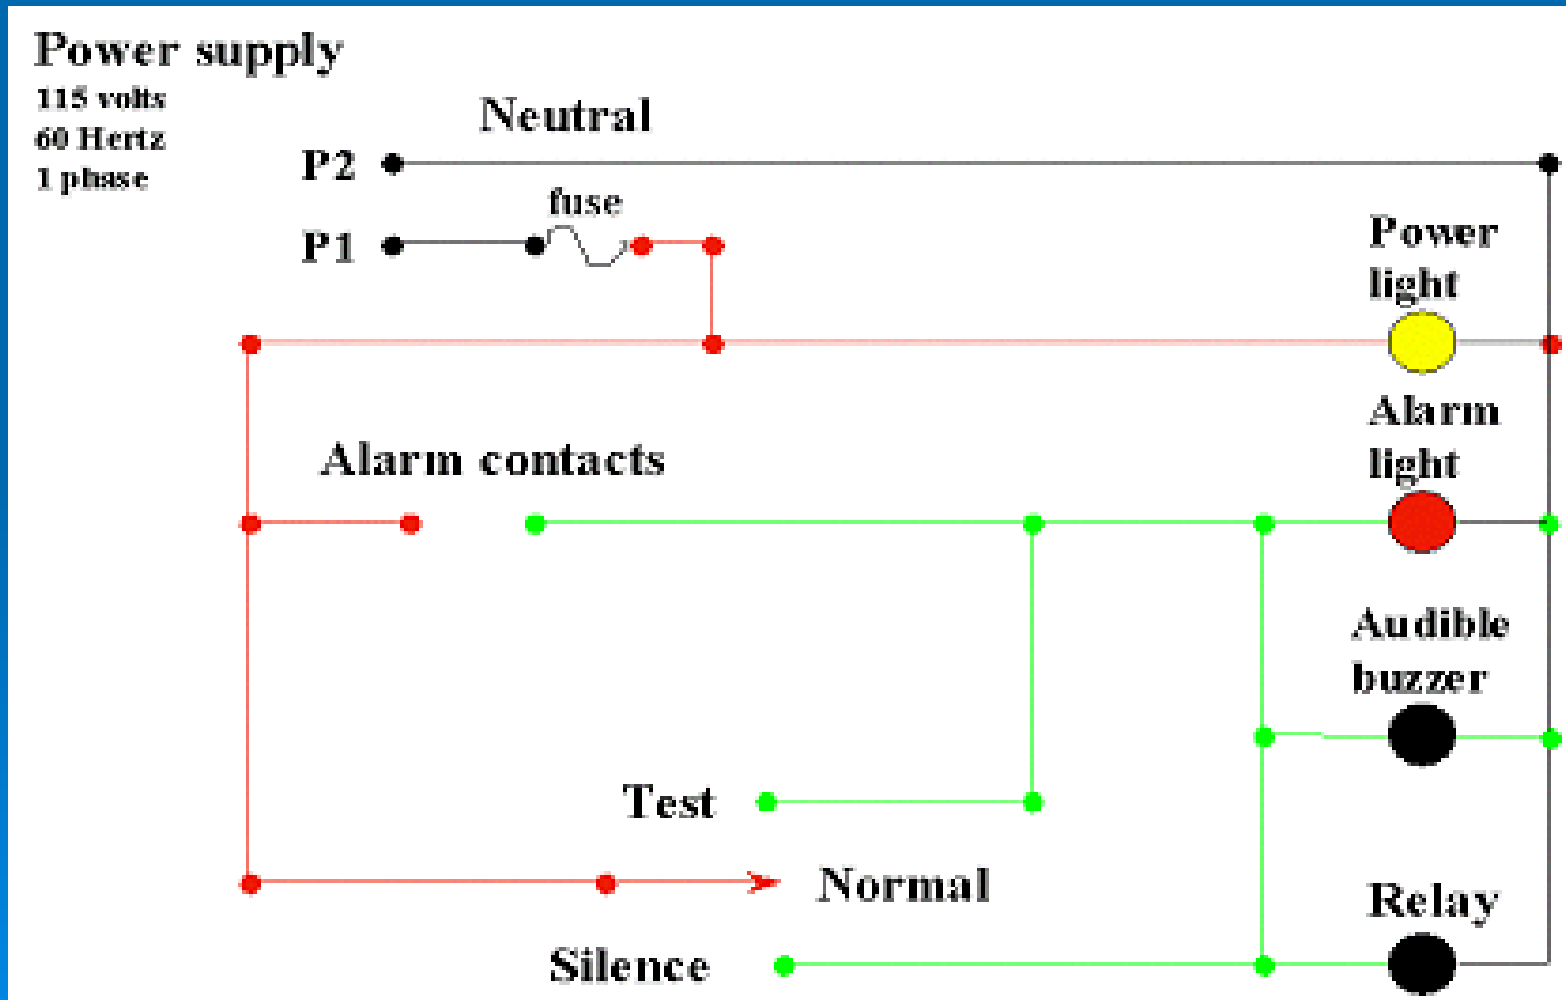 Power supply
115 volts
60 Hertz
1 phase
Neutral
P2
fuse
P1
Power
light
Alarm
light
Alarm contacts
Audible
buzzer
Test
Normal
Relay
Silence